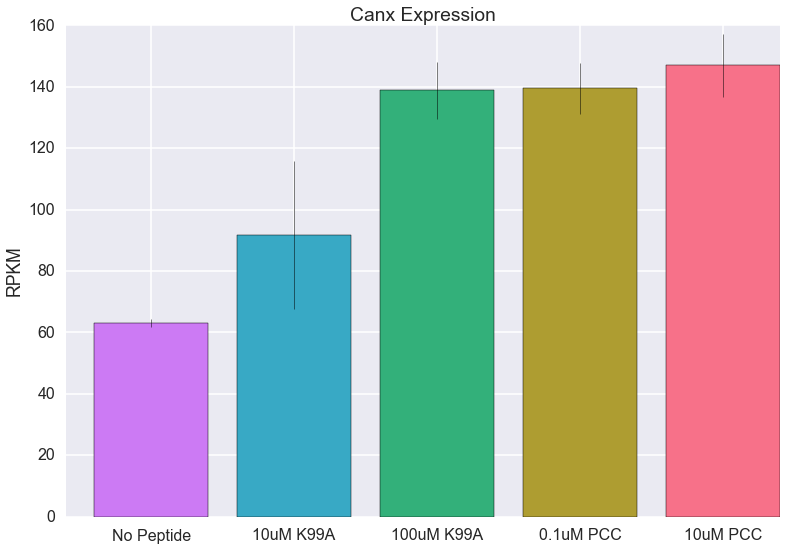 Canx Expression
160
140
120
100
80
60
40
20
0
RPKM
No Peptide
10uM K99A
100uM K99A
0.1uM PCC
10uM PCC